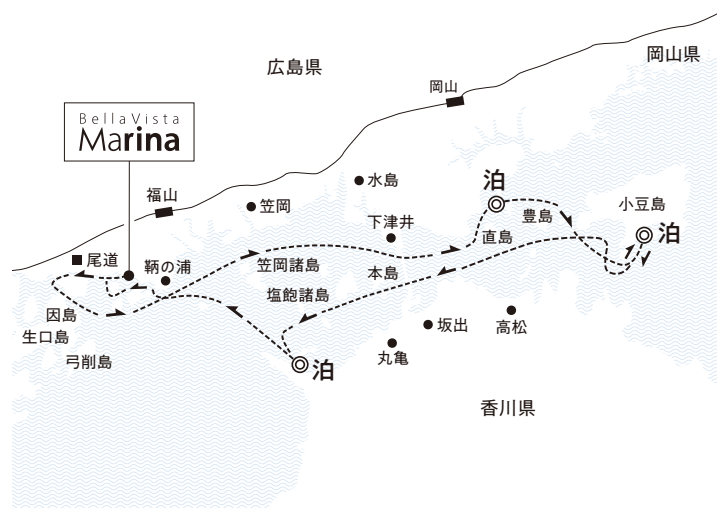 岡山県
広島県
岡山
BellaVista
Marina
水島
福山
笠岡
泊
豊島
小豆島
下津井
直島
泊
尾道
鞆の浦
笠岡諸島
本島
塩飽諸島
因島
生口島
弓削島
坂出
高松
丸亀
泊
香川県